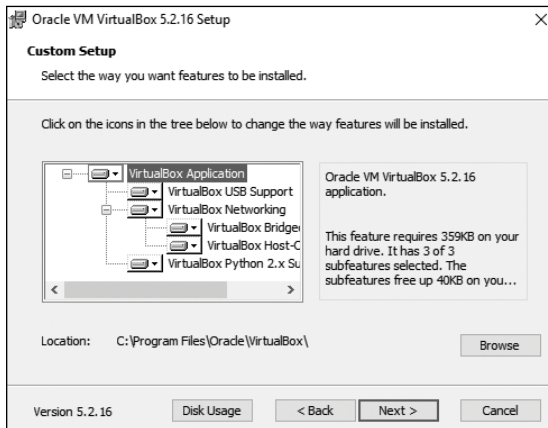 Oracle VM VirtualBox 5.2.16 Setup
Custom Setup
Select the way you want features to be installed.
Click on the icons in the tree below to change the way features will be installed.
VirtualBox Application
VirtualBox USB Support
VirtualBox Networking
VirtualBox Bridge
VirtualBox Host-C
VirtualBox Python 2.x Su
Oracle VM VirtualBox 5.2.16
application.
This feature requires 359KB on your
hard drive. It has 3 of 3
subfeatures selected. The
subfeatures free up 40KB on you...
Location: C:\Program Files\Oracle\VirtualBox\
Browse
Version 5.2.16
Disk Usage
< Back
Next >
Cancel